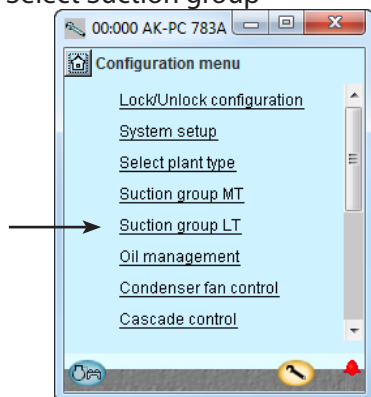 Select Suction group
00:000 AK-PC 783A
Configuration menu
Lock/Unlock configuration
System setup
Select plant type
Suction group MT
Suction group LT
Oil management
Condenser fan control
Cascade control